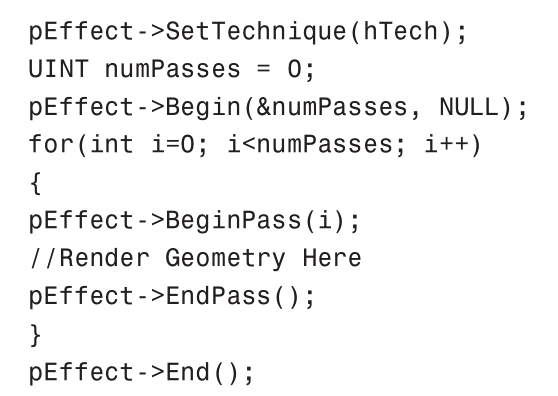 pEffect->SetTechnique(hTech);
UINT numPasses = 0;
pEffect->Begin(&numPasses, NULL);
for(int i=0; i<numPasses; i++)
{
pEffect->BeginPass(i);
//Render Geometry Here
pEffect->EndPass();
}
pEffect->End();